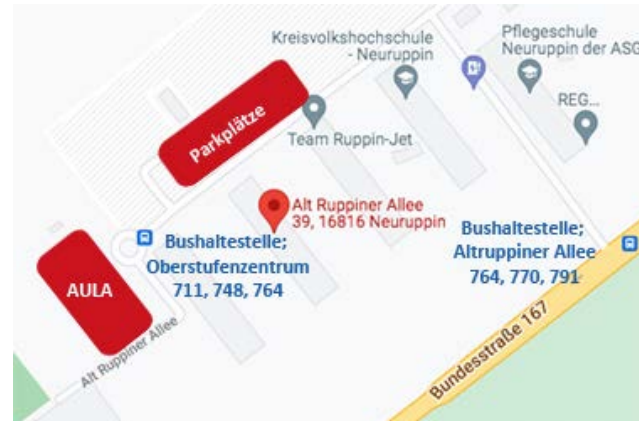 Kreisvolkshochschule
- Neuruppin
Pflegeschule
Neuruppin der ASG
REG...
Parkplätze
Team Ruppin-Jet
Alt Ruppiner Allee
39, 16816 Neuruppin
Bushaltestelle;
Oberstufenzentrum
711, 748, 764
Bushaltestelle;
Altruppiner Allee
764, 770, 791
AULA
Alt Ruppiner Allee
Bundesstraße 167